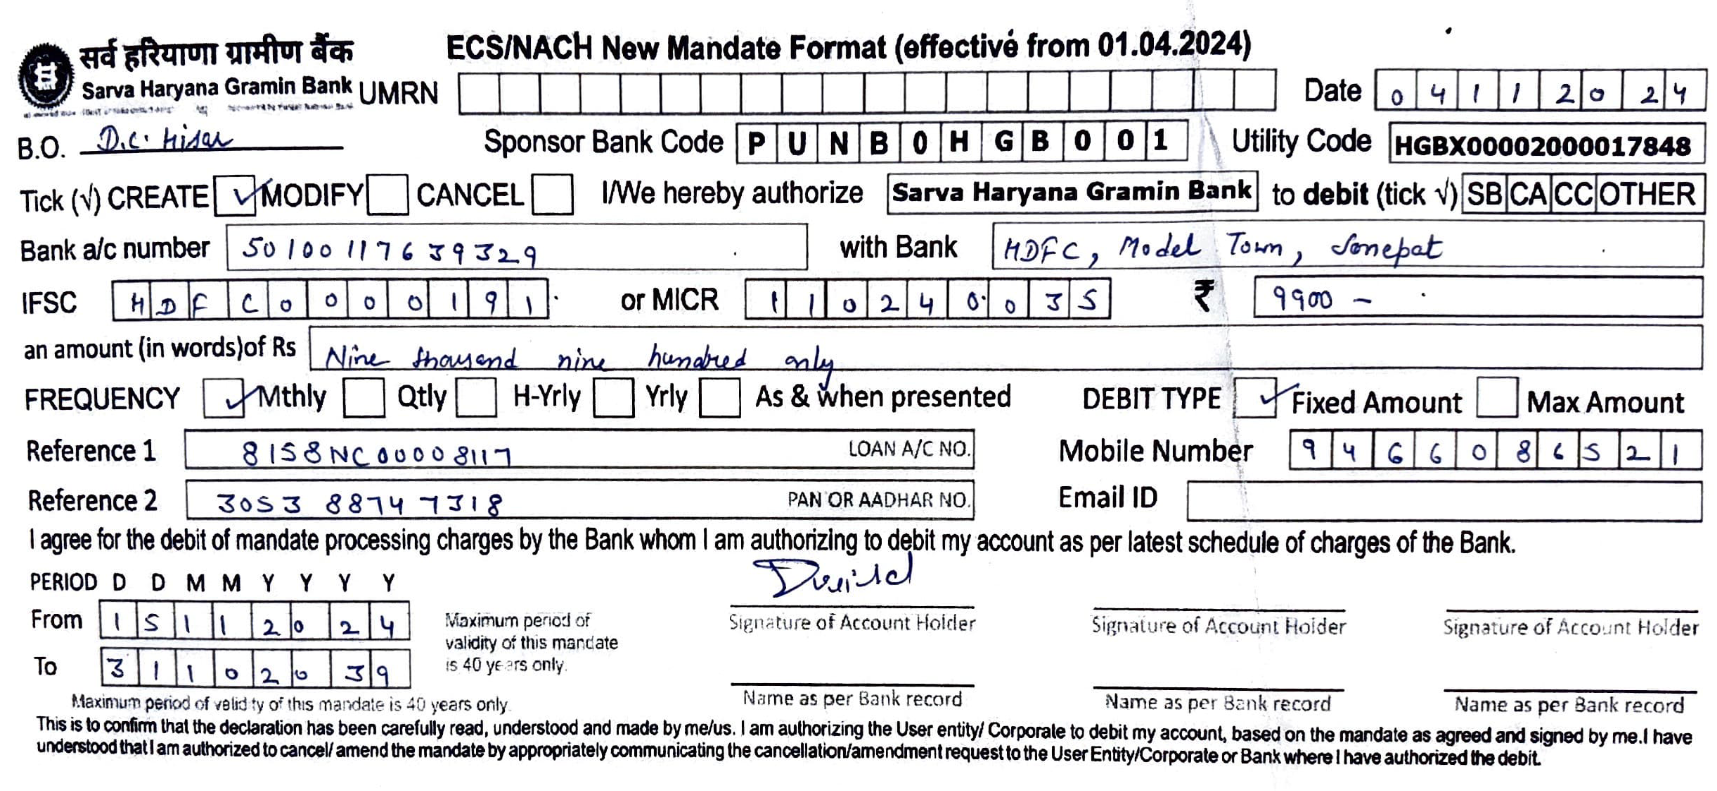 सर्व हरियाणा ग्रामीण बैंक
Sarva Haryana Gramin Bank
ECS/NACH New Mandate Format (effective from 01.04.2024)
UMRN
Date 04112024
B.O. D.C. Hisar
Sponsor Bank Code PUNB0HGB001 Utility Code HGBX00002000017848
Tick (√) CREATE ✓ MODIFY CANCEL I/We hereby authorize Sarva Haryana Gramin Bank to debit (tick √) SB CA CC OTHER
Bank a/c number 50100117639329 with Bank HDFC, Model Town, Sonepat
IFSC HDFC0000191 or MICR 110240035 ₹ 9900 -
an amount (in words)of Rs Nine thousand nine hundred only
FREQUENCY ✓ Mthly Qtly H-Yrly Yrly As & when presented DEBIT TYPE ✓ Fixed Amount Max Amount
Reference 1 8158NC00008117 LOAN A/C NO. Mobile Number 9466086521
Reference 2 3053 8874 7318 PAN OR AADHAR NO. Email ID
I agree for the debit of mandate processing charges by the Bank whom I am authorizing to debit my account as per latest schedule of charges of the Bank.
PERIOD D D M M Y Y Y Y
From 15112024
To 31102039
Maximum period of
validity of this mandate
is 40 years only.
Signature of Account Holder Signature of Account Holder Signature of Account Holder
Name as per Bank record Name as per Bank record Name as per Bank record
Maximum period of validity of this mandate is 40 years only.
This is to confirm that the declaration has been carefully read, understood and made by me/us. I am authorizing the User entity/ Corporate to debit my account, based on the mandate as agreed and signed by me.I have
understood that I am authorized to cancel/ amend the mandate by appropriately communicating the cancellation/amendment request to the User Entity/Corporate or Bank where I have authorized the debit.